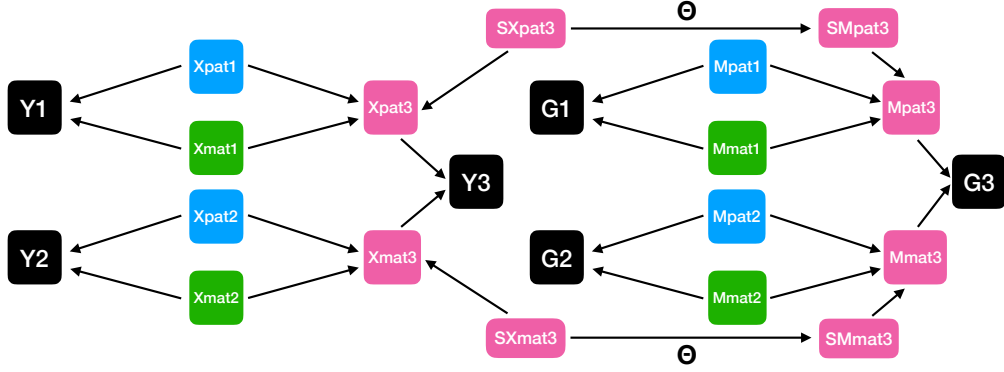 Θ
SXpat3
SMpat3
Xpat1
Mpat1
Y1
Xpat3
G1
Mpat3
Xmat1
Mmat1
Y3
G3
Xpat2
Mpat2
Y2
Xmat3
G2
Mmat3
Xmat2
Mmat2
SXmat3
SMmat3
Θ